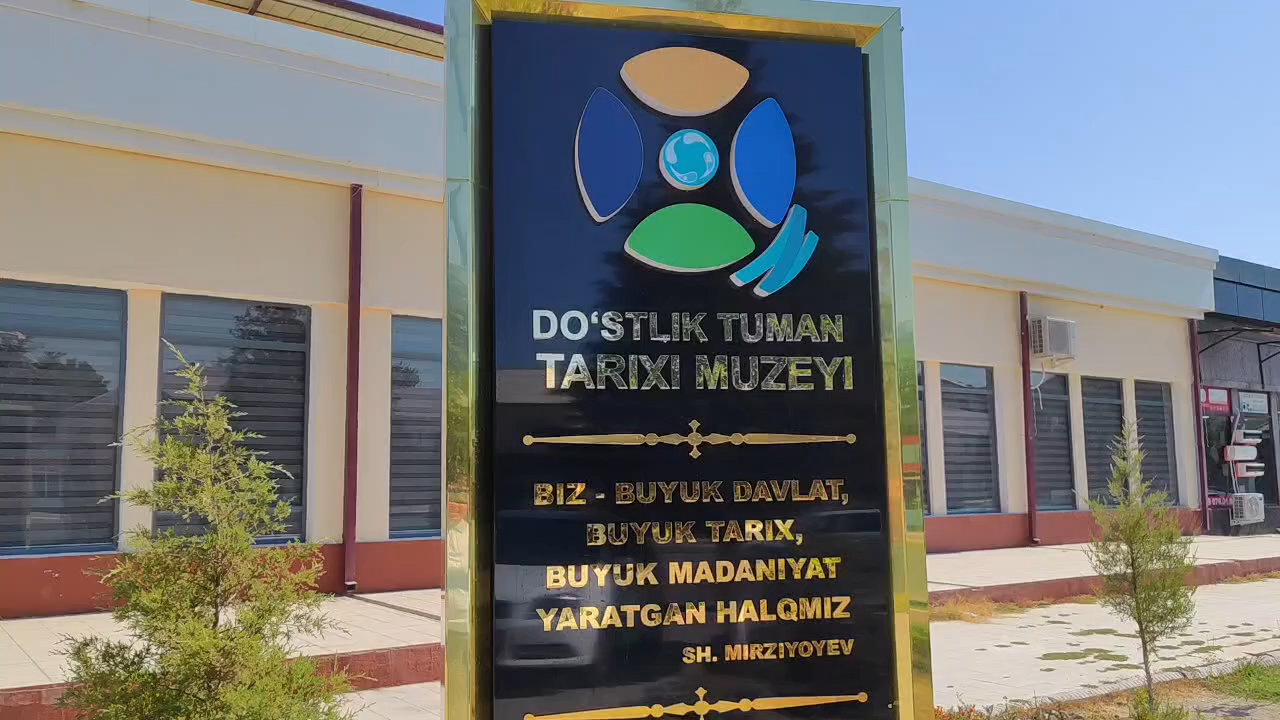 DO‘STLIK TUMAN
TARIXI MUZEYI
BIZ - BUYUK DAVLAT,
BUYUK TARIX,
BUYUK MADANIYAT
YARATGAN HALQMIZ
SH. MIRZIYOYEV